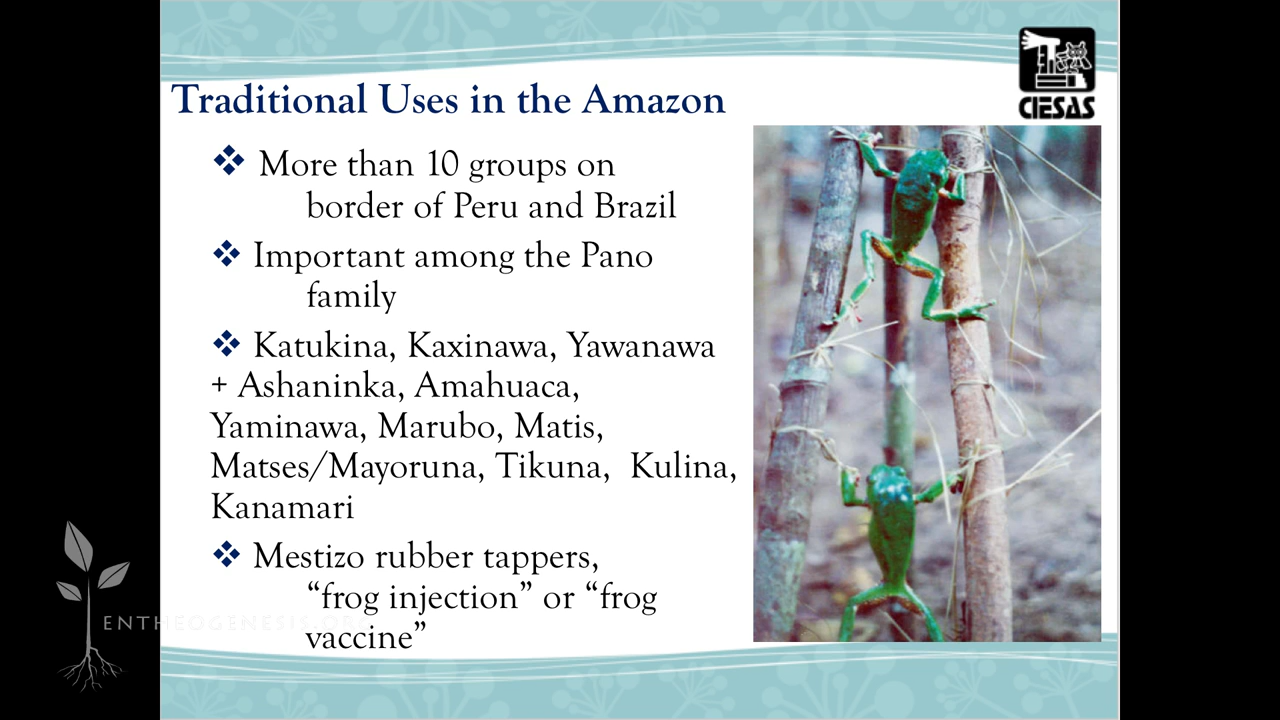 CIESAS
Traditional Uses in the Amazon
❖ More than 10 groups on
border of Peru and Brazil
❖ Important among the Pano
family
❖ Katukina, Kaxinawa, Yawanawa
+ Ashaninka, Amahuaca,
Yaminawa, Marubo, Matis,
Matses/Mayoruna, Tikuna, Kulina,
Kanamari
❖ Mestizo rubber tappers,
“frog injection” or “frog
vaccine”
ENTHEOGENESIS.ORG